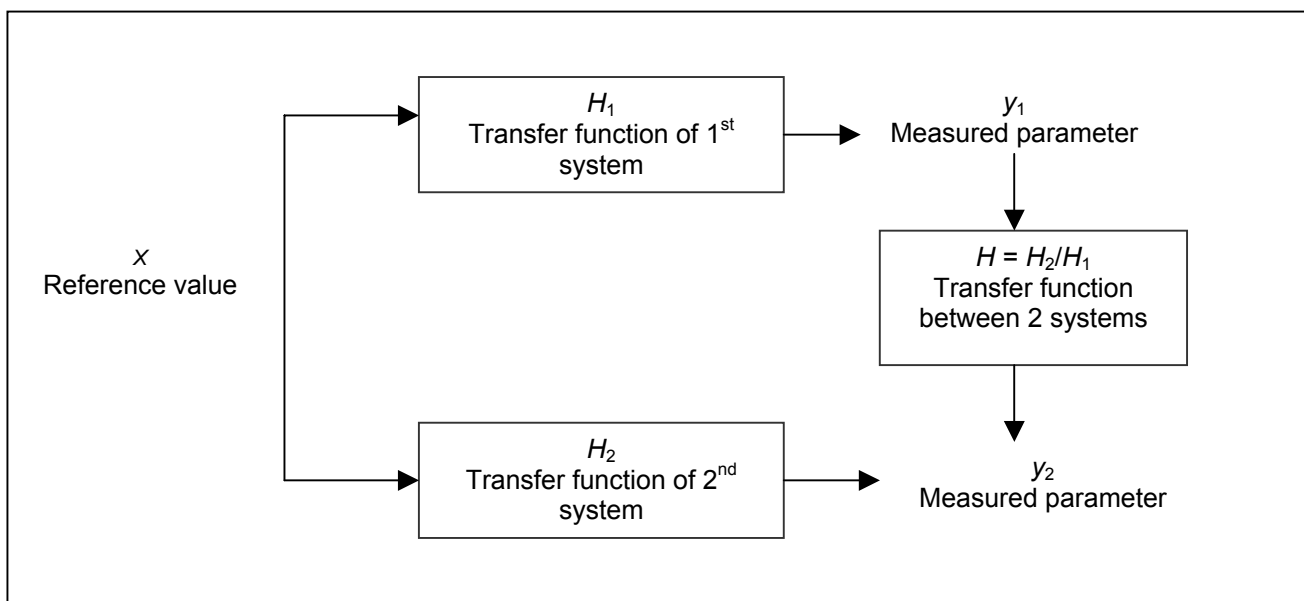 H₁
Transfer function of 1ˢᵗ
system
y₁
Measured parameter
x
Reference value
H = H₂/H₁
Transfer function
between 2 systems
H₂
Transfer function of 2ⁿᵈ
system
y₂
Measured parameter